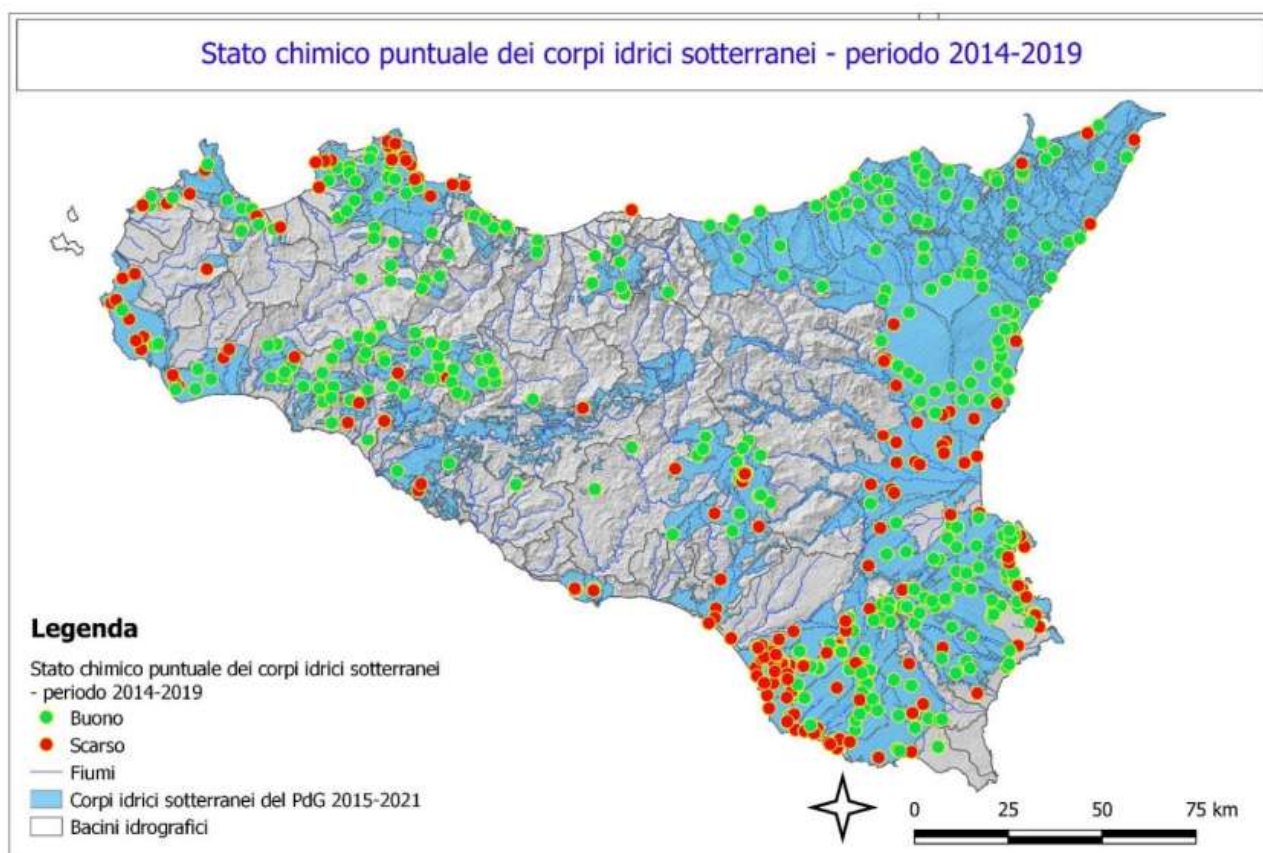 Stato chimico puntuale dei corpi idrici sotterranei - periodo 2014-2019
Legenda
Stato chimico puntuale dei corpi idrici sotterranei
- periodo 2014-2019
Buono
Scarso
Fiumi
Corpi idrici sotterranei del PdG 2015-2021
Bacini idrografici
0 25 50 75 km